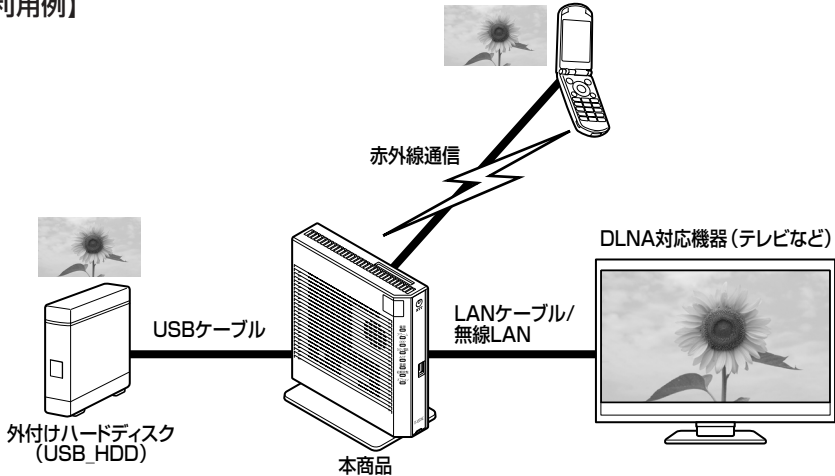 利用例】
赤外線通信
DLNA対応機器（テレビなど）
USBケーブル
LANケーブル/
無線LAN
外付けハードディスク
（USB_HDD）
本商品